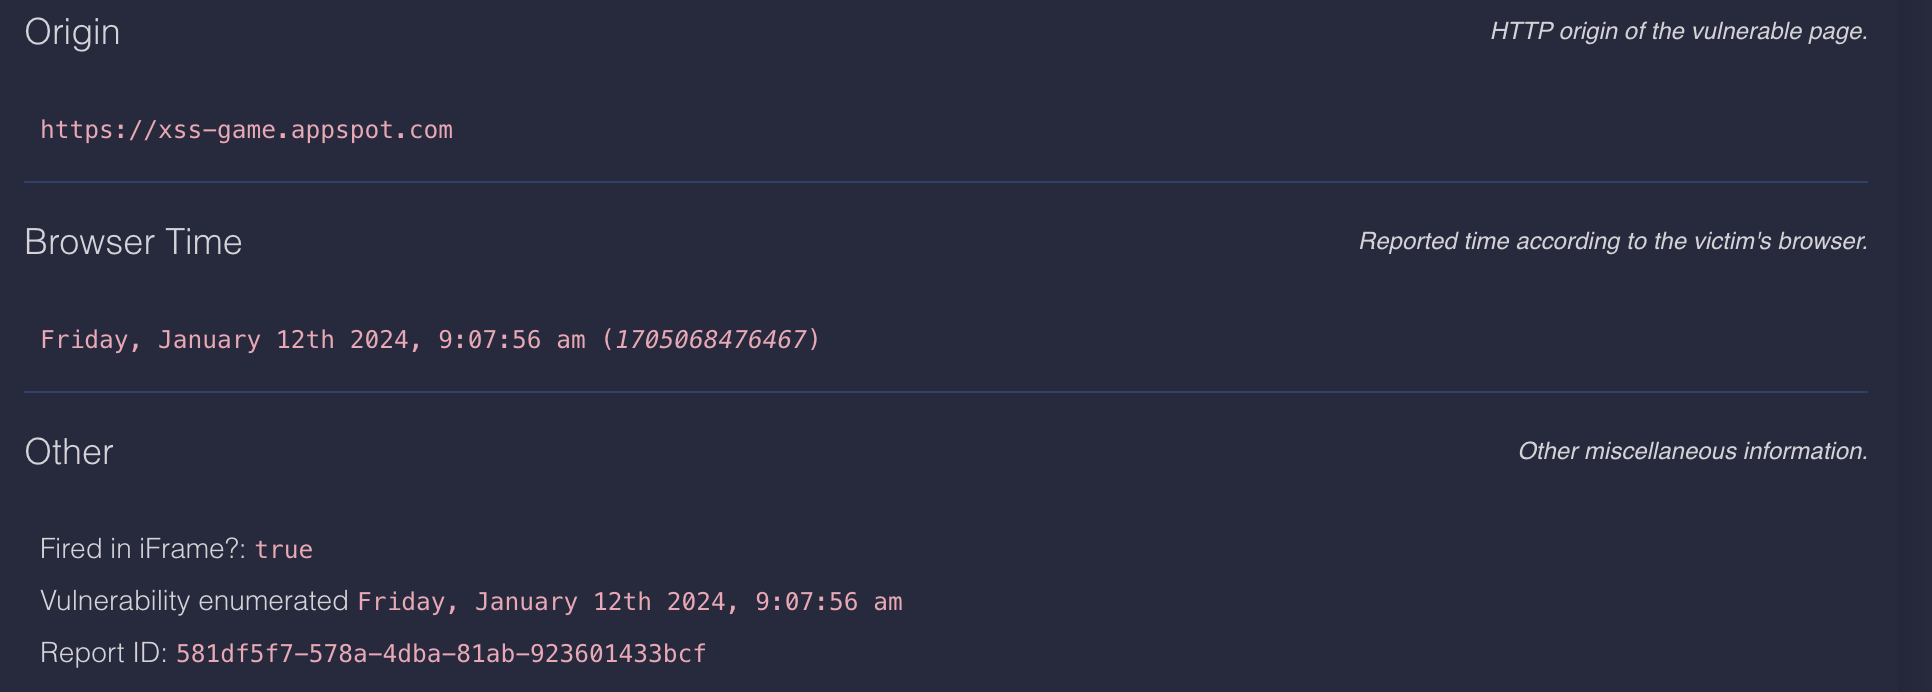 Origin
HTTP origin of the vulnerable page.
https://xss-game.appspot.com
Browser Time
Reported time according to the victim's browser.
Friday, January 12th 2024, 9:07:56 am (1705068476467)
Other
Other miscellaneous information.
Fired in iFrame?: true
Vulnerability enumerated Friday, January 12th 2024, 9:07:56 am
Report ID: 581df5f7-578a-4dba-81ab-923601433bcf